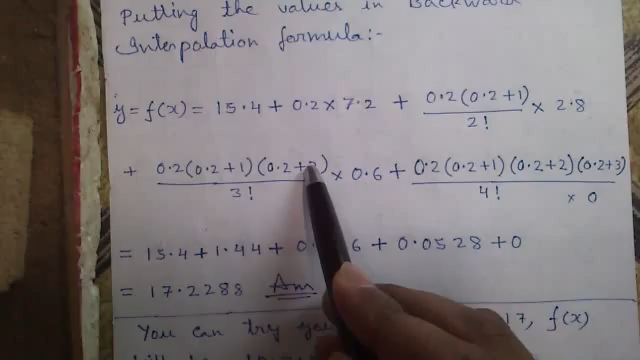 Putting the values in Backward
Interpolation formula:-
y = f(x) = 15.4 + 0.2 × 7.2 + 0.2(0.2+1)/2! × 2.8
+ 0.2(0.2+1)(0.2+2)/3! × 0.6 + 0.2(0.2+1)(0.2+2)(0.2+3)/4! × 0
= 15.4 + 1.44 + 0. 6 + 0.0528 + 0
= 17.2288 Ans
You can try 17, f(x)
will be